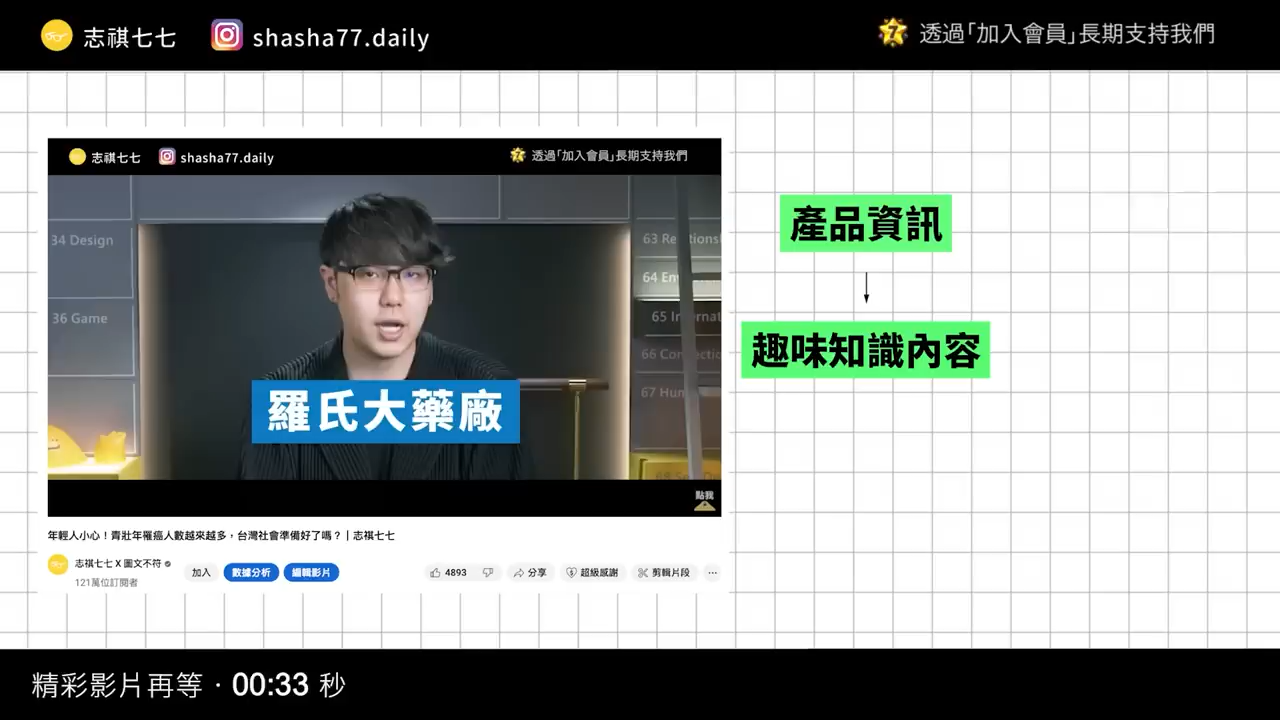 志祺七七
shasha77.daily
7
透過「加入會員」長期支持我們
志祺七七
shasha77.daily
透過「加入會員」長期支持我們
34 Design
36 Game
64 En
66 Con
67 Hum
羅氏大藥廠
點我
年輕人小心！青壯年罹癌人數越來越多，台灣社會準備好了嗎？｜志祺七七
志祺七七 X 圖文不符
121萬位訂閱者
加入
數據分析
編輯影片
4893
分享
超級感謝
剪輯片段
...
產品資訊
趣味知識內容
精彩影片再等 · 00:33 秒